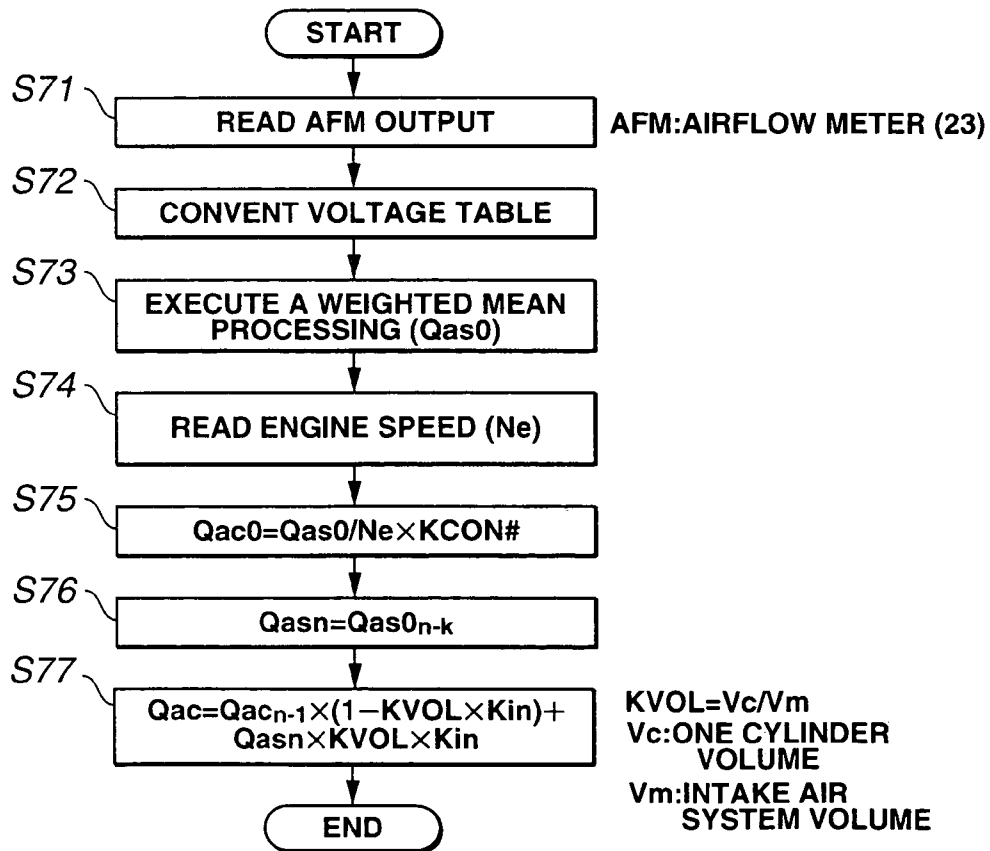 START
S71
READ AFM OUTPUT
AFM:AIRFLOW METER (23)
S72
CONVENT VOLTAGE TABLE
S73
EXECUTE A WEIGHTED MEAN
PROCESSING (Qas0)
S74
READ ENGINE SPEED (Ne)
S75
Qac0=Qas0/Ne×KCON#
S76
Qasn=Qas0n-k
S77
Qac=Qacn-1×(1−KVOL×Kin)+
Qasn×KVOL×Kin
KVOL=Vc/Vm
Vc:ONE CYLINDER
VOLUME
Vm:INTAKE AIR
SYSTEM VOLUME
END